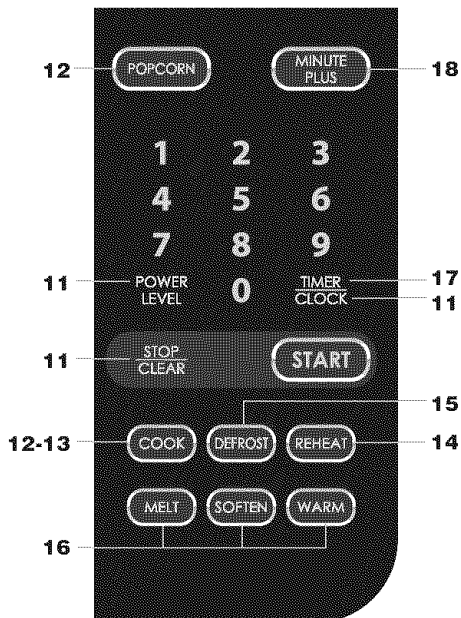 12 POPCORN MINUTE PLUS 18
1 2 3
4 5 6
7 8 9
11 POWER LEVEL 0 TIMER 17
CLOCK 11
11 STOP CLEAR START
15
12-13 COOK DEFROST REHEAT 14
MELT SOFTEN WARM
16